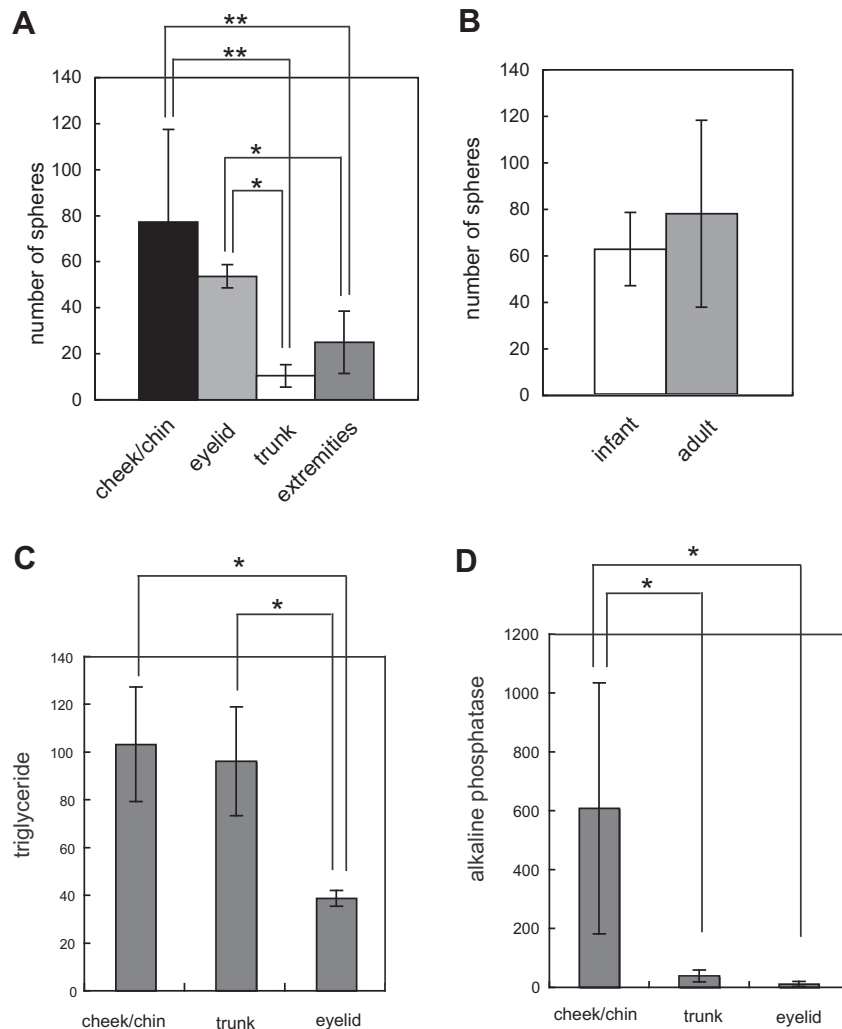 A
**
**
*
*
number of spheres
140
120
100
80
60
40
20
0
cheek/chin
eyelid
trunk
extremities
B
number of spheres
140
120
100
80
60
40
20
0
infant
adult
C
*
*
triglyceride
140
120
100
80
60
40
20
0
cheek/chin
trunk
eyelid
D
*
*
alkaline phosphatase
1200
1000
800
600
400
200
0
cheek/chin
trunk
eyelid